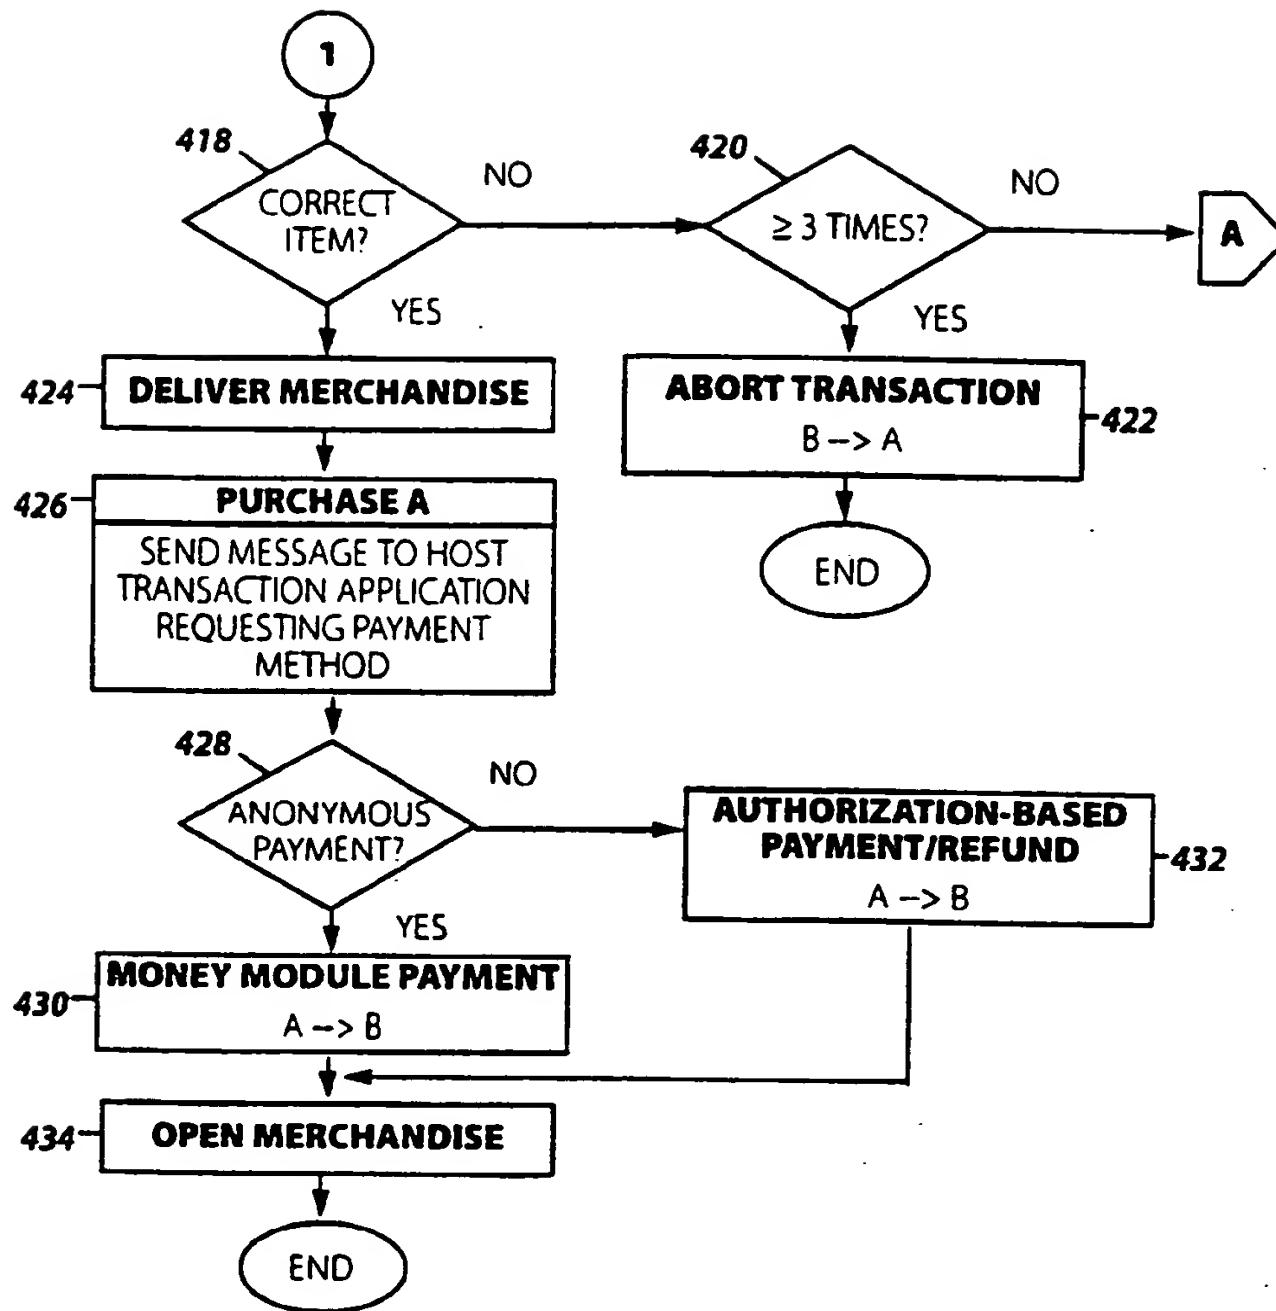 1
418
CORRECT
ITEM?
NO
YES
420
≥ 3 TIMES?
NO
A
YES
424
DELIVER MERCHANDISE
ABORT TRANSACTION
B --> A
422
END
426
PURCHASE A
SEND MESSAGE TO HOST
TRANSACTION APPLICATION
REQUESTING PAYMENT
METHOD
428
ANONYMOUS
PAYMENT?
NO
YES
AUTHORIZATION-BASED
PAYMENT/REFUND
A --> B
432
430
MONEY MODULE PAYMENT
A --> B
434
OPEN MERCHANDISE
END